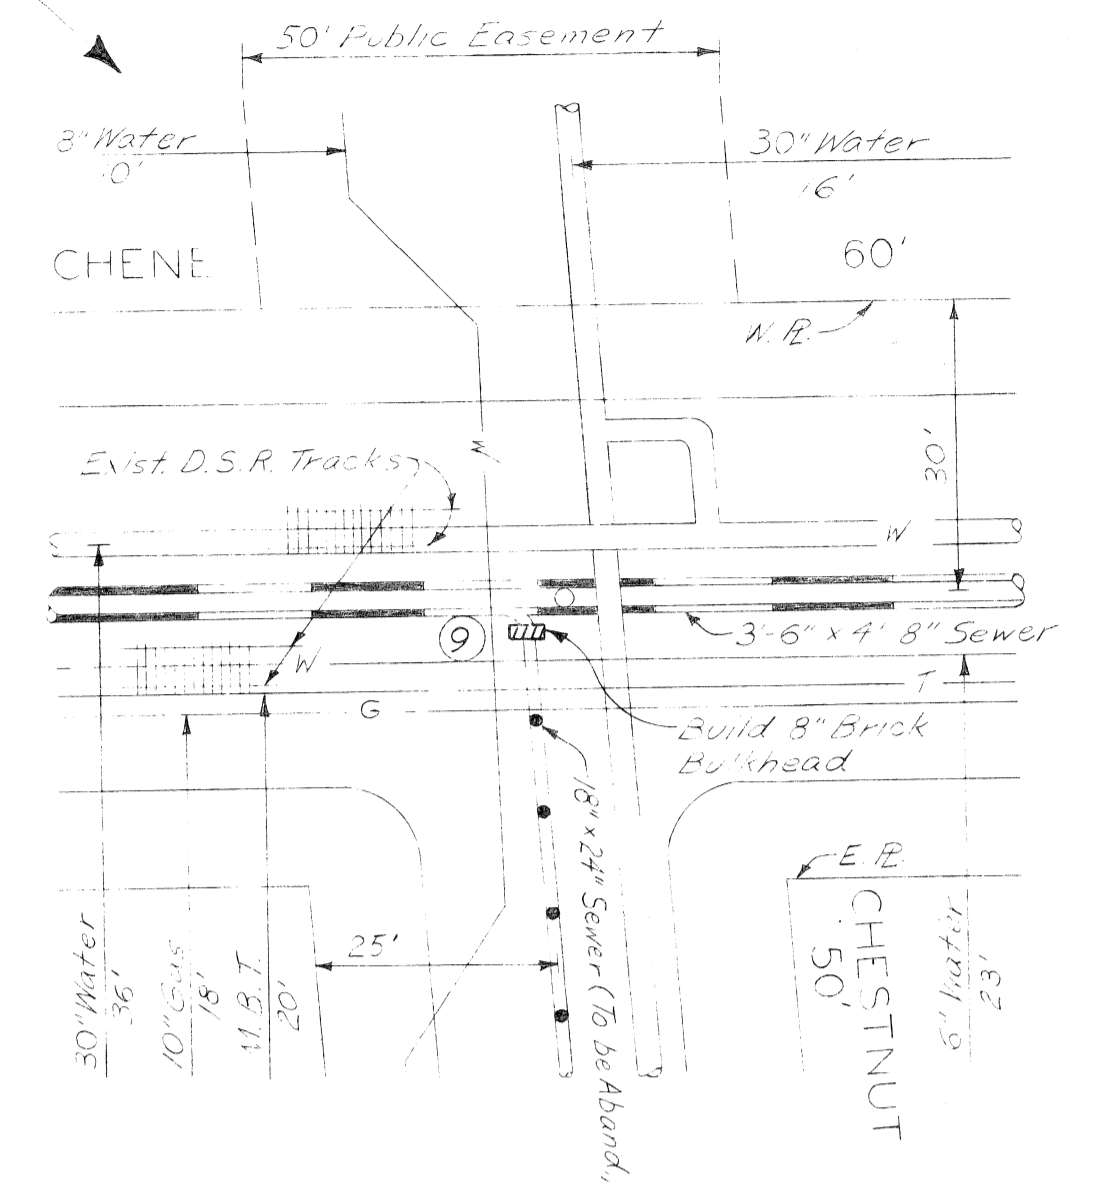 50' Public Easement
8" Water
30" Water
60'
CHENE
W. PL.
Exist. D.S.R. Tracks
W
30'
W
9
3'-6" x 4' 8" Sewer
W
T
G
Build 8" Brick
Bulkhead
18" x 24" Sewer (To be Aband.,
E. PL.
25'
CHESTNUT
50'
30" Water
36'
10" Gas
18'
M. B. T.
20'
6" Water
23'